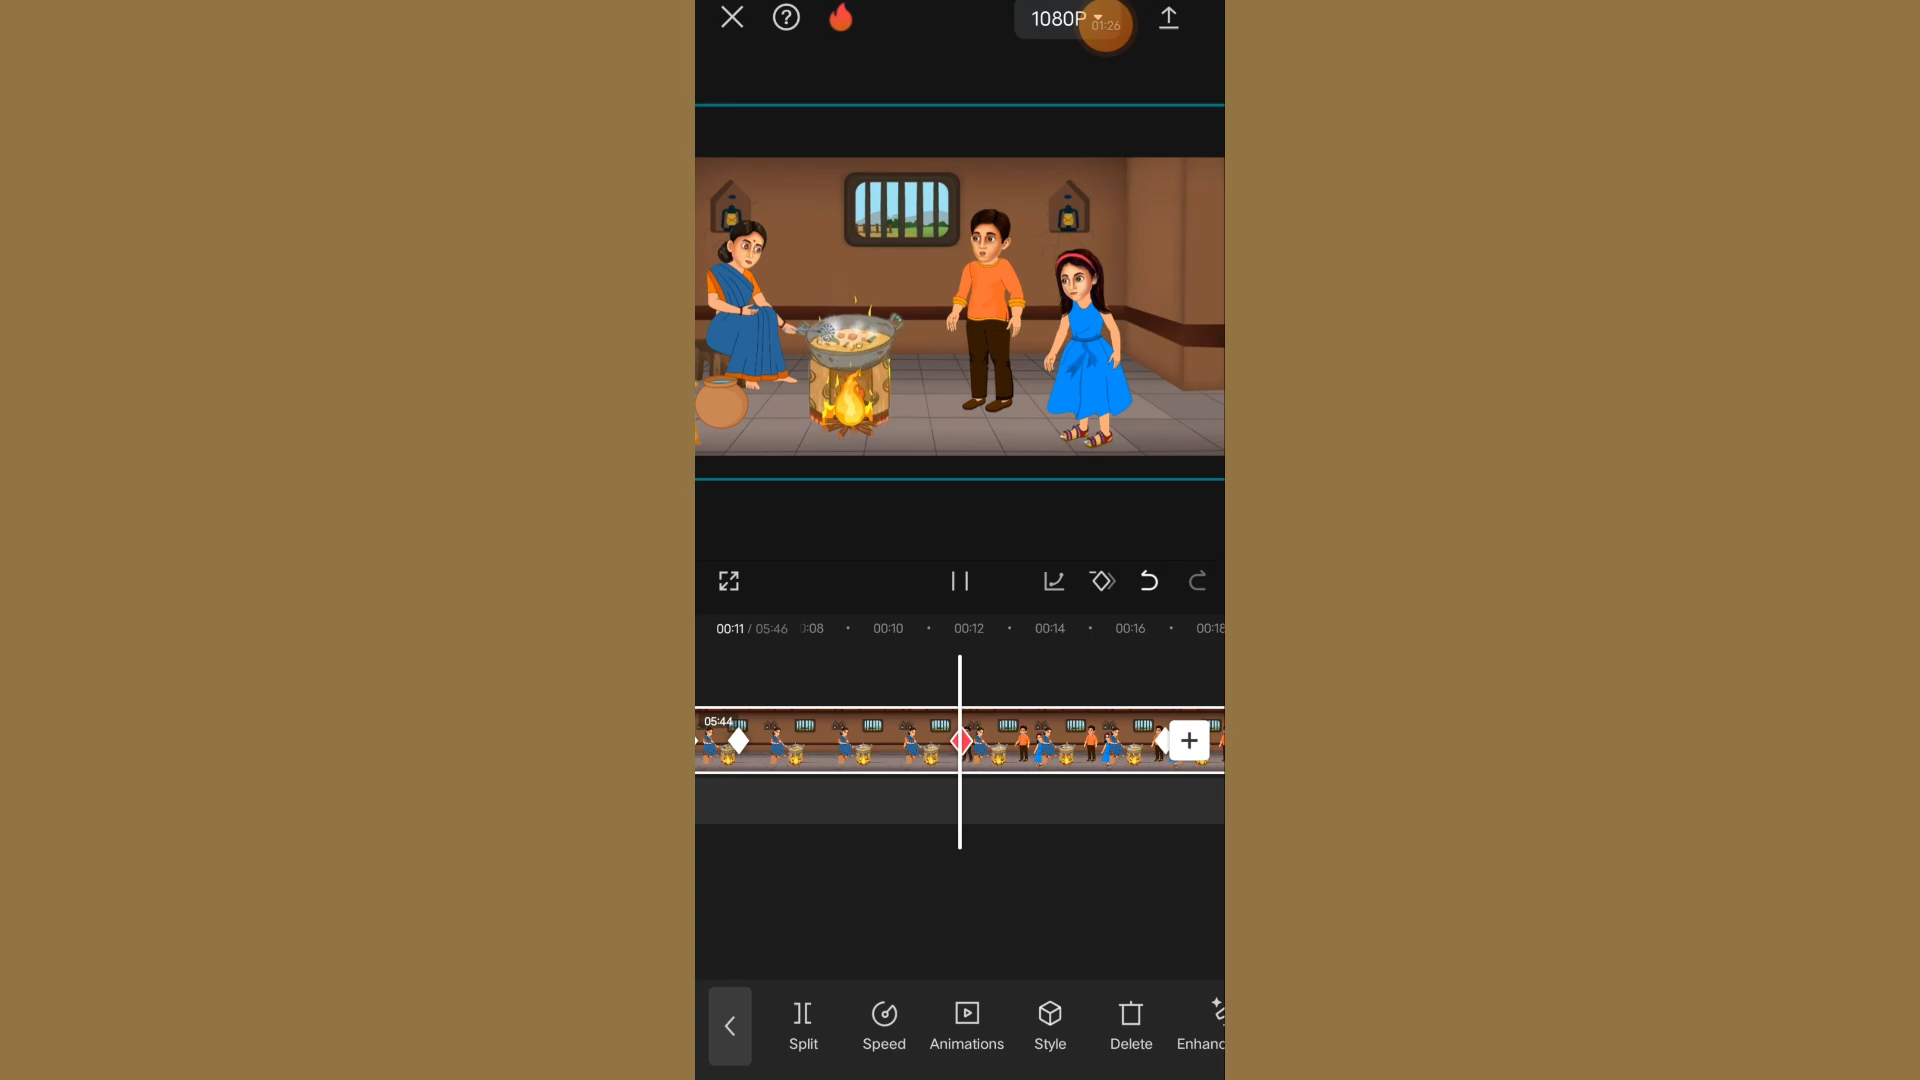 1080P
01:26
00:11 / 05:46
0:08
00:10
00:12
00:14
00:16
00:18
05:44
Split
Speed
Animations
Style
Delete
Enhanc